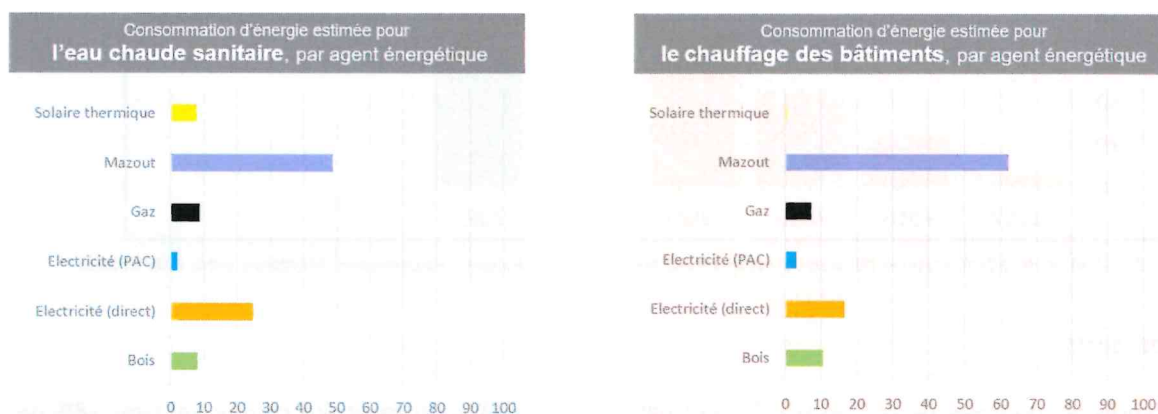 Consommation d'énergie estimée pour
l'eau chaude sanitaire, par agent énergétique
Solaire thermique
Mazout
Gaz
Electricité (PAC)
Electricité (direct)
Bois
0 10 20 30 40 50 60 70 80 90 100
Consommation d'énergie estimée pour
le chauffage des bâtiments, par agent énergétique
Solaire thermique
Mazout
Gaz
Electricité (PAC)
Electricité (direct)
Bois
0 10 20 30 40 50 60 70 80 90 100